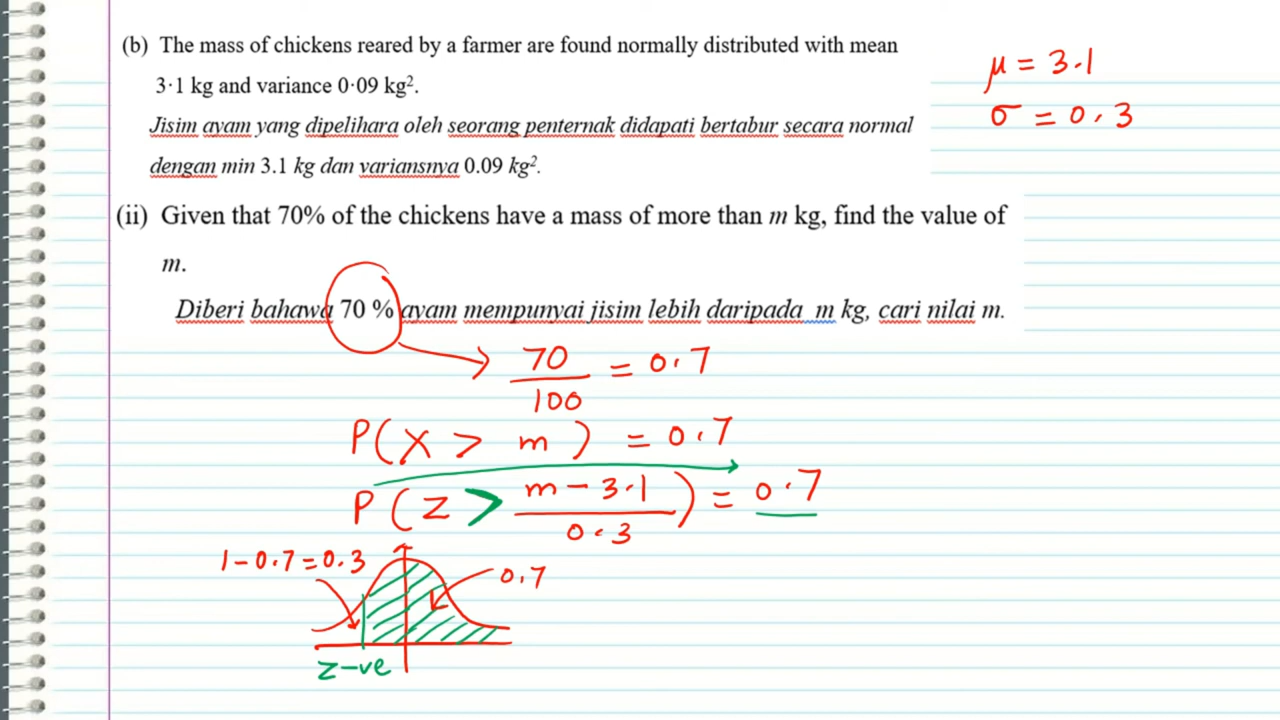 (b) The mass of chickens reared by a farmer are found normally distributed with mean
3·1 kg and variance 0·09 kg².
Jisim ayam yang dipelihara oleh seorang penternak didapati bertabur secara normal
dengan min 3.1 kg dan variansnya 0.09 kg².
μ = 3.1
σ = 0.3
(ii) Given that 70% of the chickens have a mass of more than m kg, find the value of
m.
Diberi bahawa 70 % ayam mempunyai jisim lebih daripada m kg, cari nilai m.
70/100 = 0.7
P(X > m) = 0.7
P(Z > (m - 3.1)/0.3) = 0.7
1 - 0.7 = 0.3
0.7
Z -ve